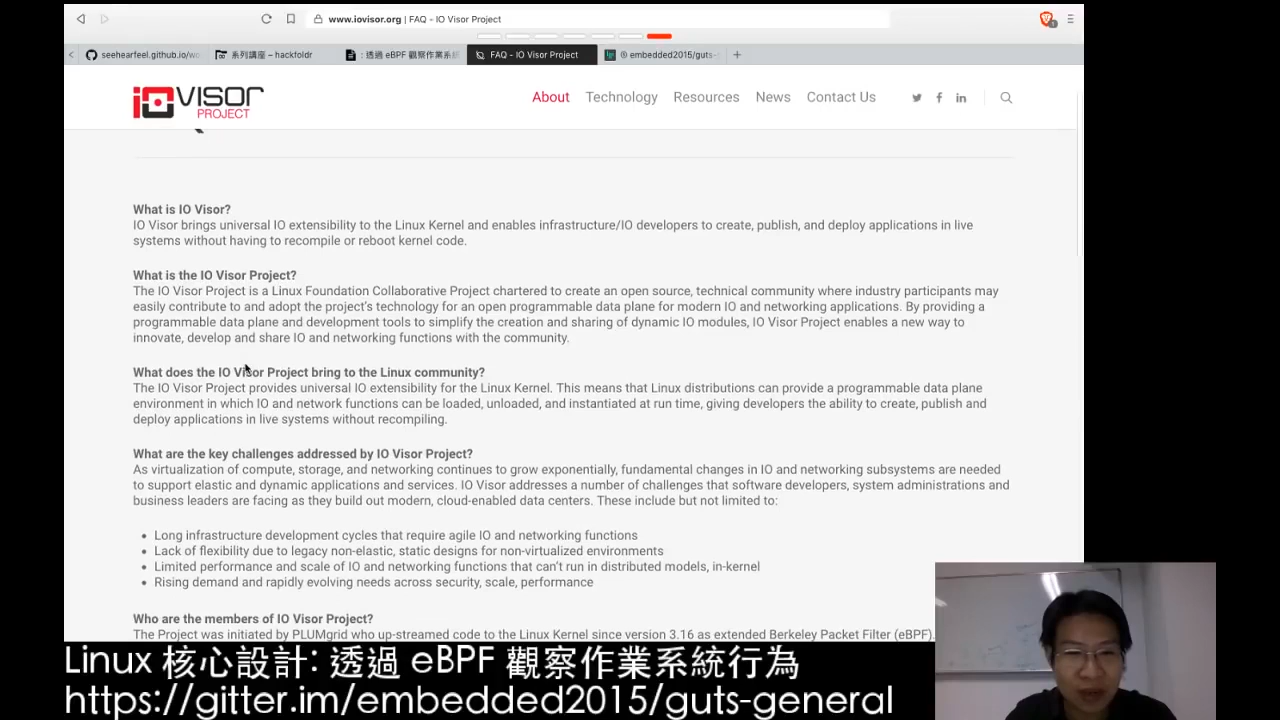 www.iovisor.org | FAQ - IO Visor Project
seehearfeel.github.io/wo
系列講座 – hackfoldr
: 透過 eBPF 觀察作業系統
FAQ - IO Visor Project
embedded2015/guts-
IOVISOR
PROJECT
About
Technology
Resources
News
Contact Us
What is IO Visor?
IO Visor brings universal IO extensibility to the Linux Kernel and enables infrastructure/IO developers to create, publish, and deploy applications in live
systems without having to recompile or reboot kernel code.
What is the IO Visor Project?
The IO Visor Project is a Linux Foundation Collaborative Project chartered to create an open source, technical community where industry participants may
easily contribute to and adopt the project's technology for an open programmable data plane for modern IO and networking applications. By providing a
programmable data plane and development tools to simplify the creation and sharing of dynamic IO modules, IO Visor Project enables a new way to
innovate, develop and share IO and networking functions with the community.
What does the IO Visor Project bring to the Linux community?
The IO Visor Project provides universal IO extensibility for the Linux Kernel. This means that Linux distributions can provide a programmable data plane
environment in which IO and network functions can be loaded, unloaded, and instantiated at run time, giving developers the ability to create, publish and
deploy applications in live systems without recompiling.
What are the key challenges addressed by IO Visor Project?
As virtualization of compute, storage, and networking continues to grow exponentially, fundamental changes in IO and networking subsystems are needed
to support elastic and dynamic applications and services. IO Visor addresses a number of challenges that software developers, system administrations and
business leaders are facing as they build out modern, cloud-enabled data centers. These include but not limited to:
• Long infrastructure development cycles that require agile IO and networking functions
• Lack of flexibility due to legacy non-elastic, static designs for non-virtualized environments
• Limited performance and scale of IO and networking functions that can't run in distributed models, in-kernel
• Rising demand and rapidly evolving needs across security, scale, performance
Who are the members of IO Visor Project?
The Project was initiated by PLUMgrid who up-streamed code to the Linux Kernel since version 3.16 as extended Berkeley Packet Filter (eBPF).
Linux 核心設計: 透過 eBPF 觀察作業系統行為
https://gitter.im/embedded2015/guts-general